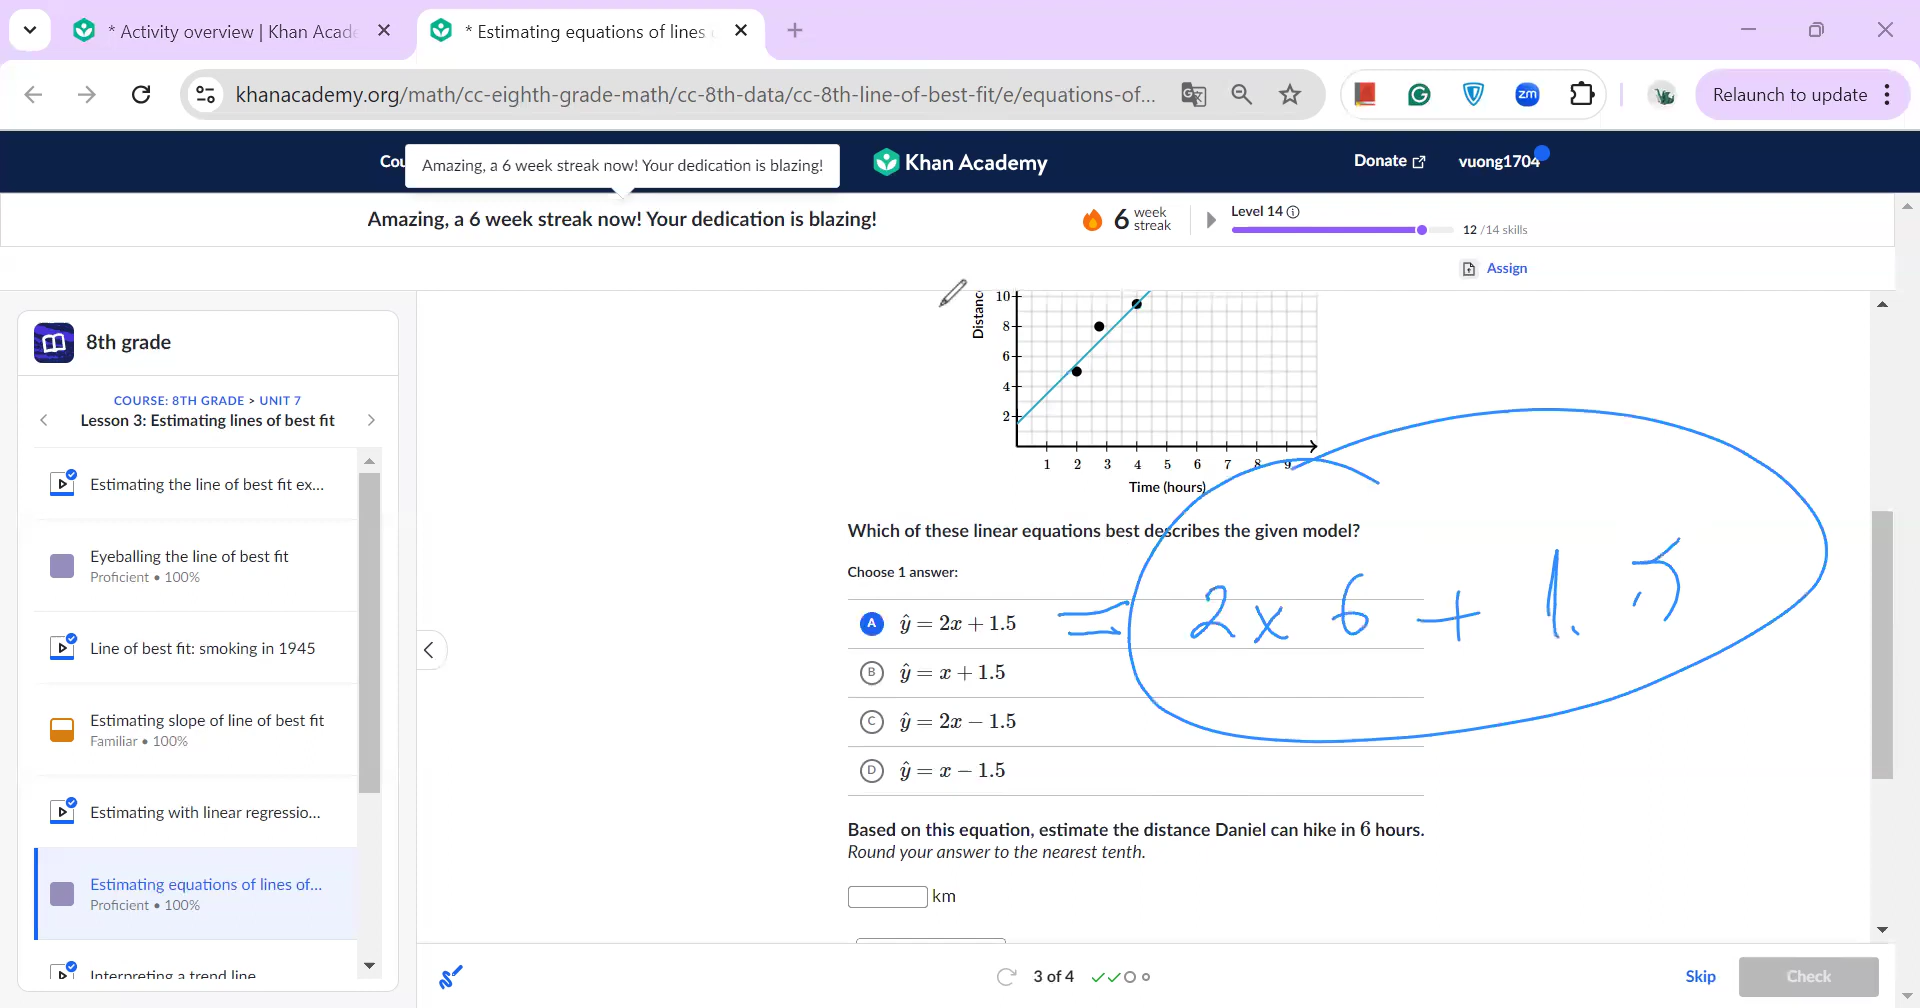 * Activity overview | Khan Acade
* Estimating equations of lines
khanacademy.org/math/cc-eighth-grade-math/cc-8th-data/cc-8th-line-of-best-fit/e/equations-of...
zm
Relaunch to update
Cou
Amazing, a 6 week streak now! Your dedication is blazing!
Khan Academy
Donate
vuong1704
Amazing, a 6 week streak now! Your dedication is blazing!
6 week streak
Level 14
12 /14 skills
Assign
8th grade
COURSE: 8TH GRADE > UNIT 7
Lesson 3: Estimating lines of best fit
Estimating the line of best fit ex...
Eyeballing the line of best fit
Proficient • 100%
Line of best fit: smoking in 1945
Estimating slope of line of best fit
Familiar • 100%
Estimating with linear regressio...
Estimating equations of lines of...
Proficient • 100%
Interpreting a trend line
Distanc
10
8
6
4
2
1 2 3 4 5 6 7 8 9
Time (hours)
Which of these linear equations best describes the given model?
Choose 1 answer:
A ŷ = 2x + 1.5 = 2 x 6 + 1.5
B ŷ = x + 1.5
C ŷ = 2x − 1.5
D ŷ = x − 1.5
Based on this equation, estimate the distance Daniel can hike in 6 hours.
Round your answer to the nearest tenth.
km
3 of 4
Skip
Check